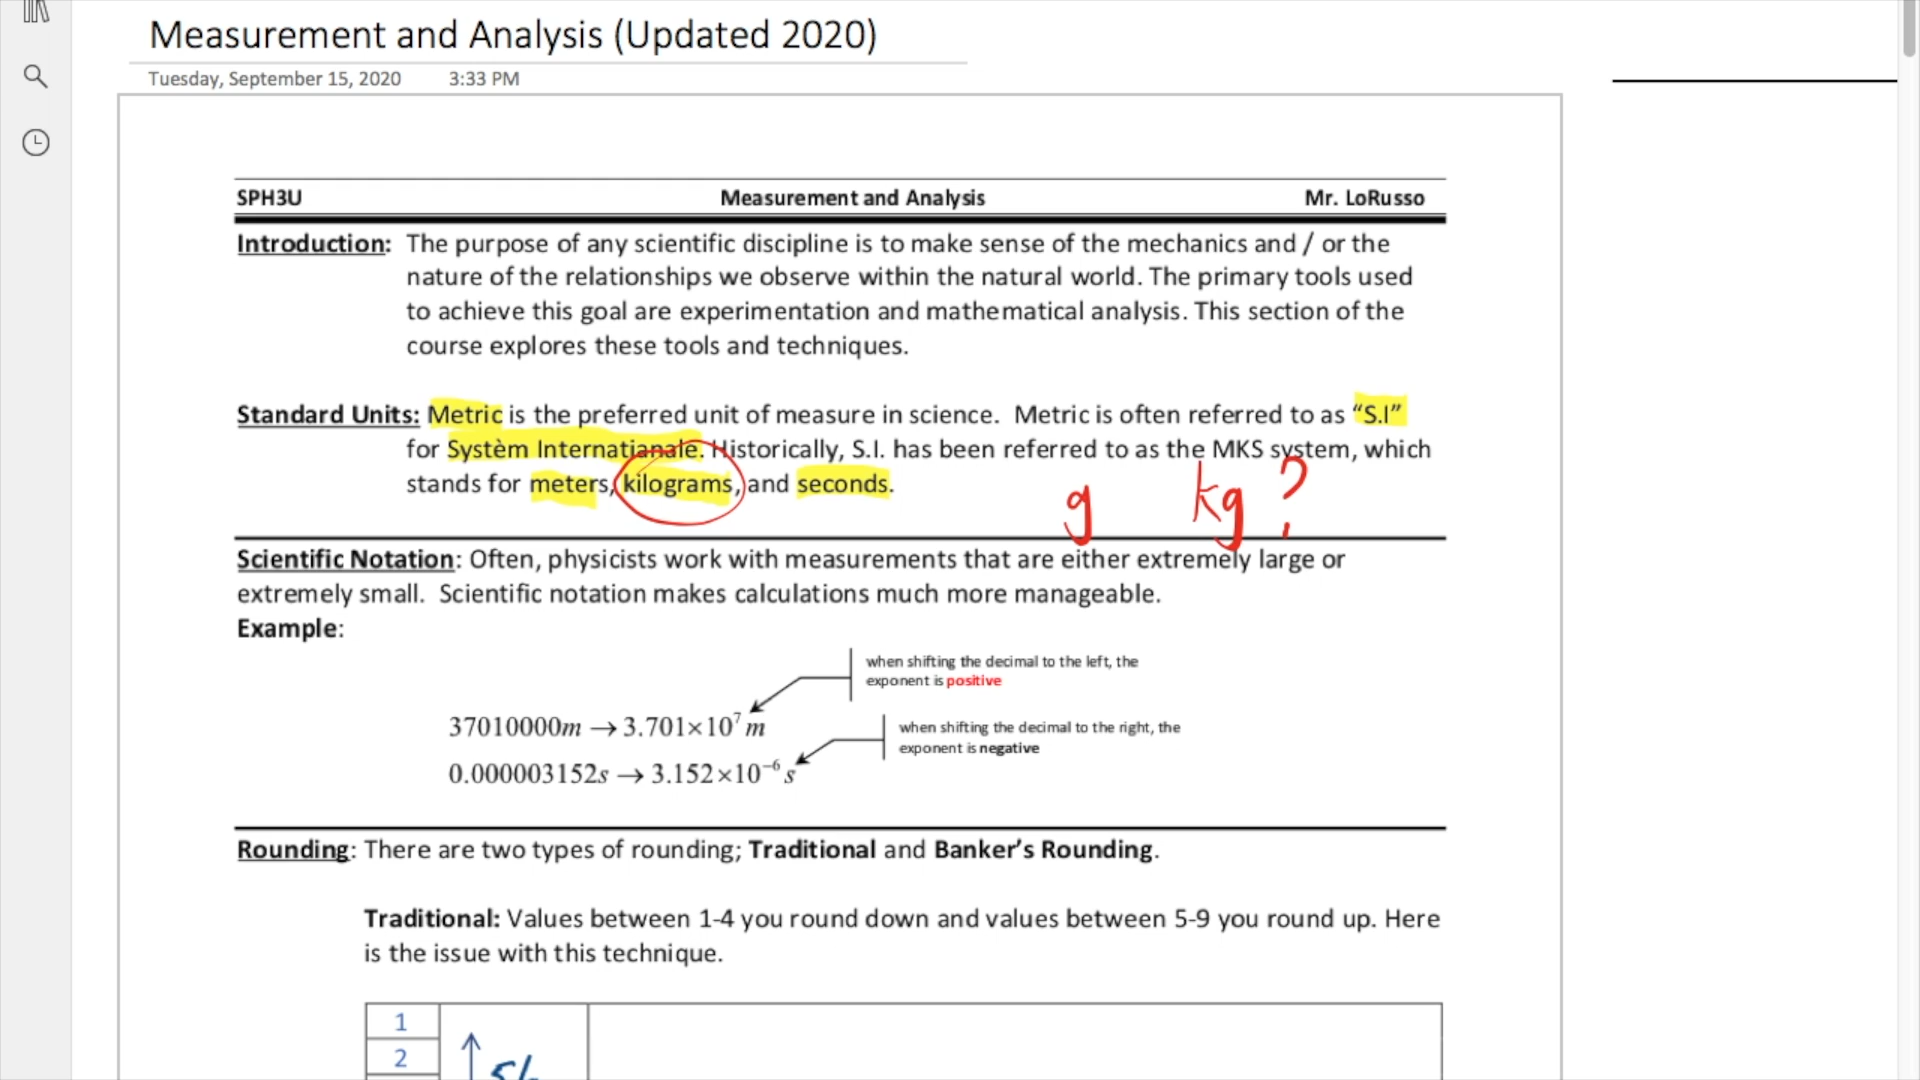 Measurement and Analysis (Updated 2020)
Tuesday, September 15, 2020 3:33 PM
SPH3U Measurement and Analysis Mr. LoRusso
Introduction: The purpose of any scientific discipline is to make sense of the mechanics and / or the
nature of the relationships we observe within the natural world. The primary tools used
to achieve this goal are experimentation and mathematical analysis. This section of the
course explores these tools and techniques.
Standard Units: Metric is the preferred unit of measure in science. Metric is often referred to as “S.I”
for Systèm Internatianale. Historically, S.I. has been referred to as the MKS system, which
stands for meters, kilograms, and seconds.
g kg ?
Scientific Notation: Often, physicists work with measurements that are either extremely large or
extremely small. Scientific notation makes calculations much more manageable.
Example:
when shifting the decimal to the left, the
exponent is positive
37010000m → 3.701×10⁷ m
when shifting the decimal to the right, the
exponent is negative
0.000003152s → 3.152×10⁻⁶ s
Rounding: There are two types of rounding; Traditional and Banker’s Rounding.
Traditional: Values between 1-4 you round down and values between 5-9 you round up. Here
is the issue with this technique.
1
2